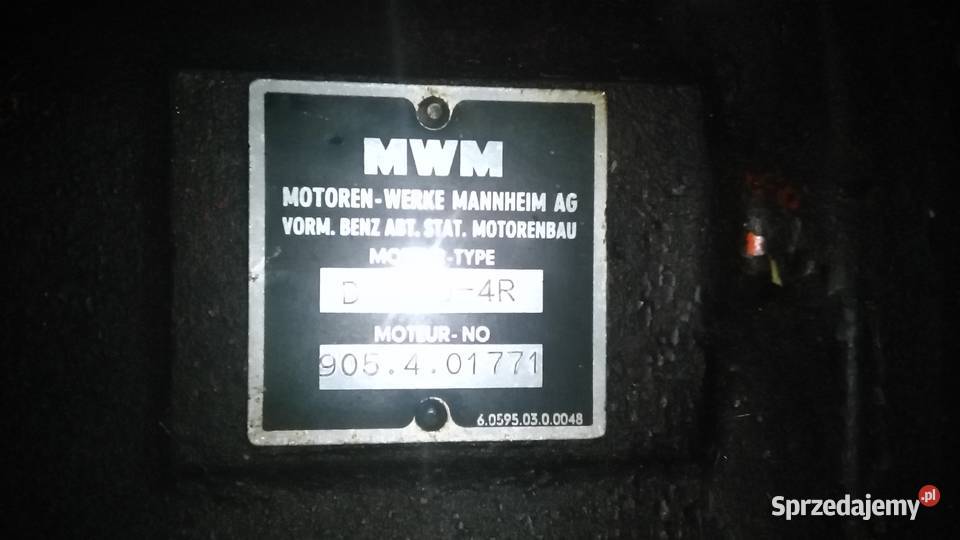 MWM
MOTOREN-WERKE MANNHEIM AG
VORM. BENZ ABT. STAT. MOTORENBAU
MOTEUR-TYPE
-4R
MOTEUR-NO
905.4.01771
6.0595.03.0.0048
Sprzedajemy.pl